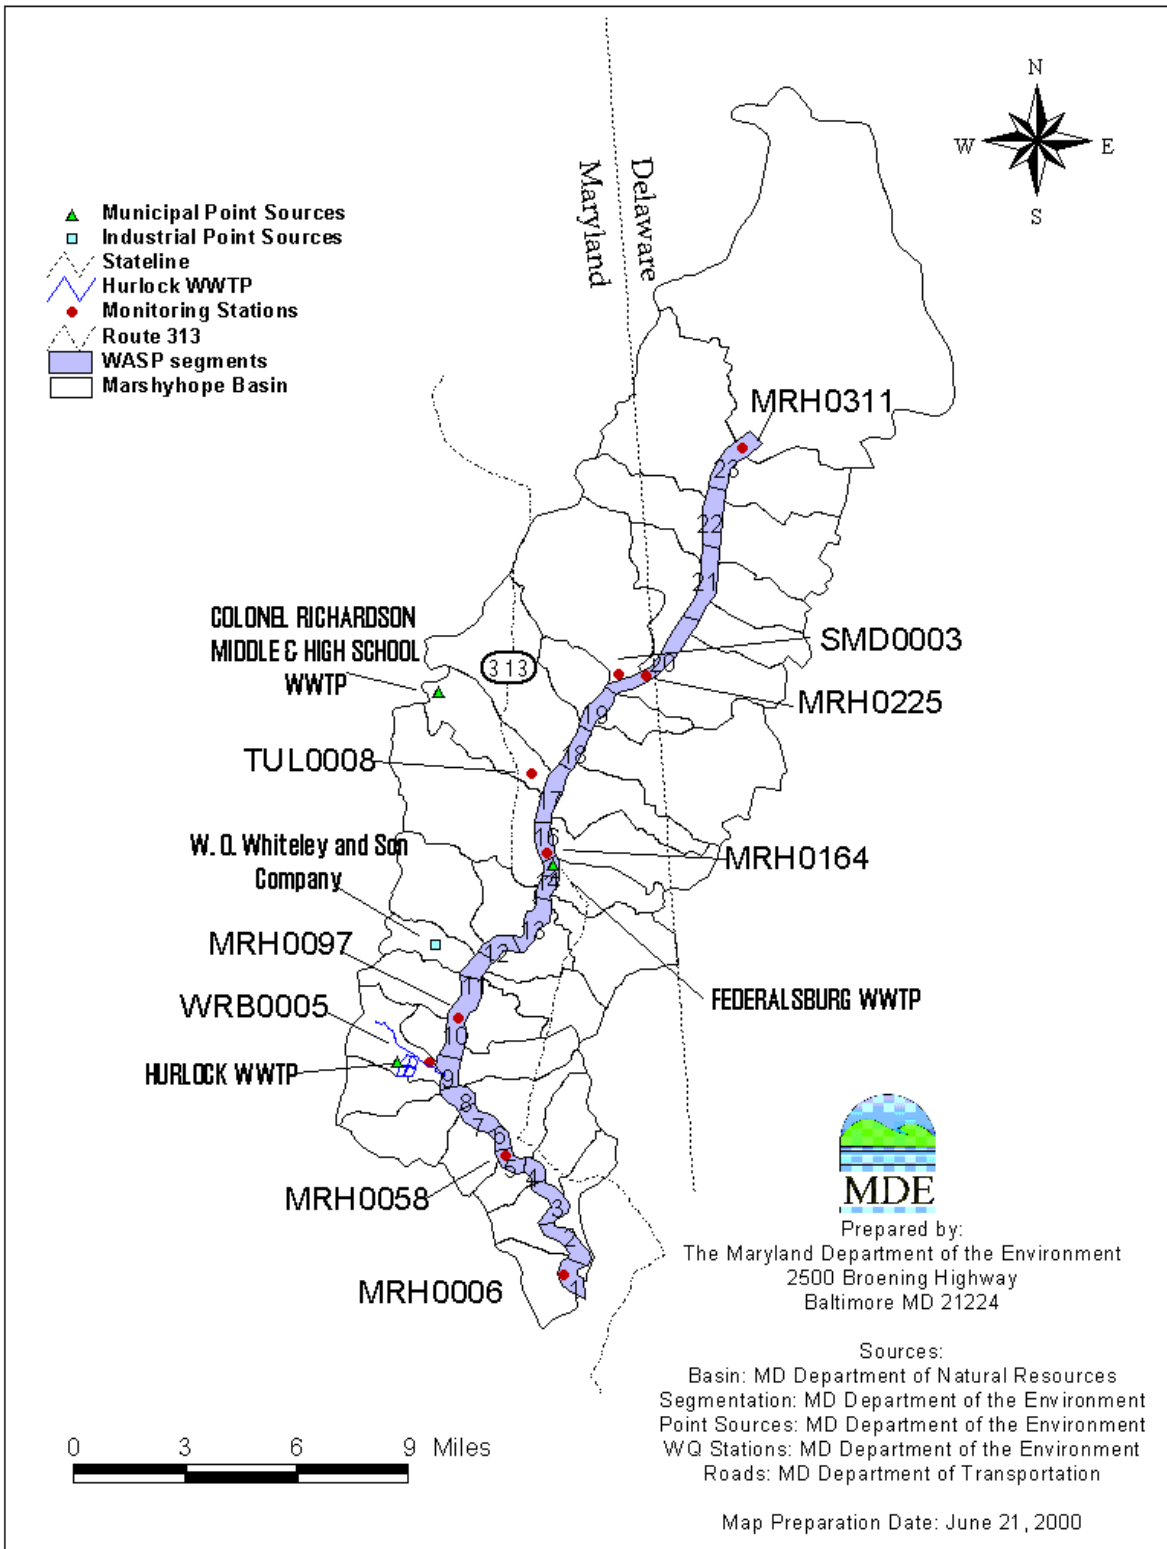 N
W
E
S
Maryland
Delaware
Municipal Point Sources
Industrial Point Sources
Stateline
Hurlock WWTP
Monitoring Stations
Route 313
WASP segments
Marshyhope Basin
MRH0311
22
21
COLONEL RICHARDSON
MIDDLE & HIGH SCHOOL
WWTP
313
SMD0003
20
MRH0225
19
18
TUL0008
17
16
W. O. Whiteley and Son
Company
MRH0164
14
MRH0097
12
11
FEDERALSBURG WWTP
WRB0005
10
HURLOCK WWTP
9
8
7
6
5
4
MRH0058
3
2
MRH0006
1
MDE
Prepared by:
The Maryland Department of the Environment
2500 Broening Highway
Baltimore MD 21224
Sources:
Basin: MD Department of Natural Resources
Segmentation: MD Department of the Environment
Point Sources: MD Department of the Environment
WQ Stations: MD Department of the Environment
Roads: MD Department of Transportation
0 3 6 9 Miles
Map Preparation Date: June 21, 2000